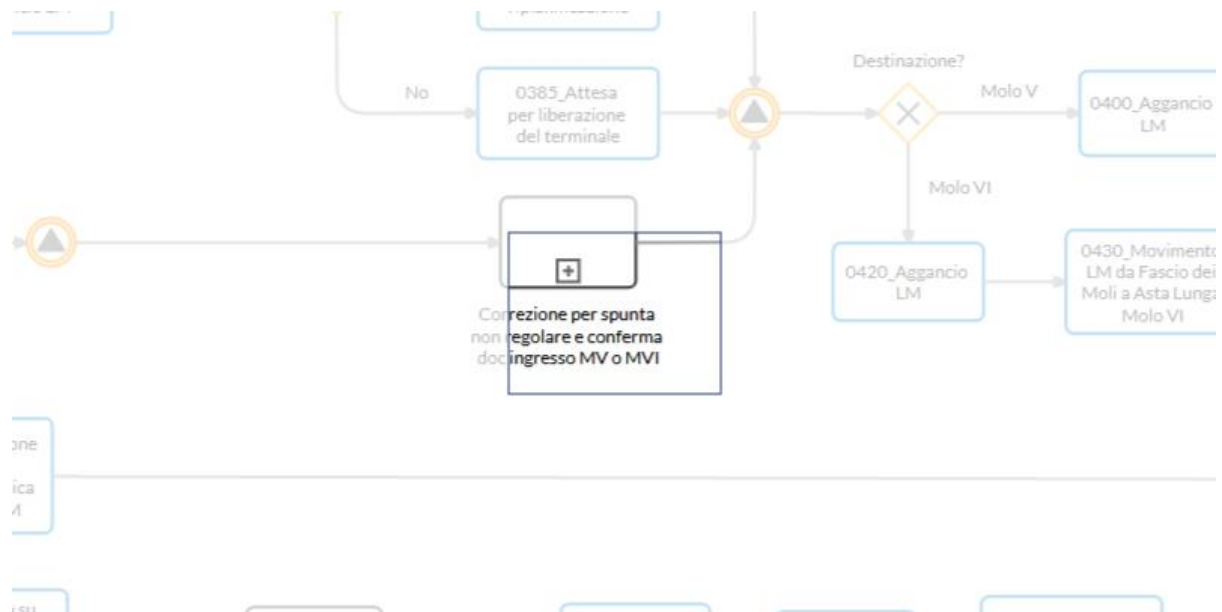 No
0385_Attesa
per liberazione
del terminale
Destinazione?
Molo V
0400_Aggancio
LM
Molo VI
0420_Aggancio
LM
0430_Movimento
LM da Fascio dei
Moli a Asta Lunga
Molo VI
Correzione per spunta
non regolare e conferma
doc ingresso MV o MVI